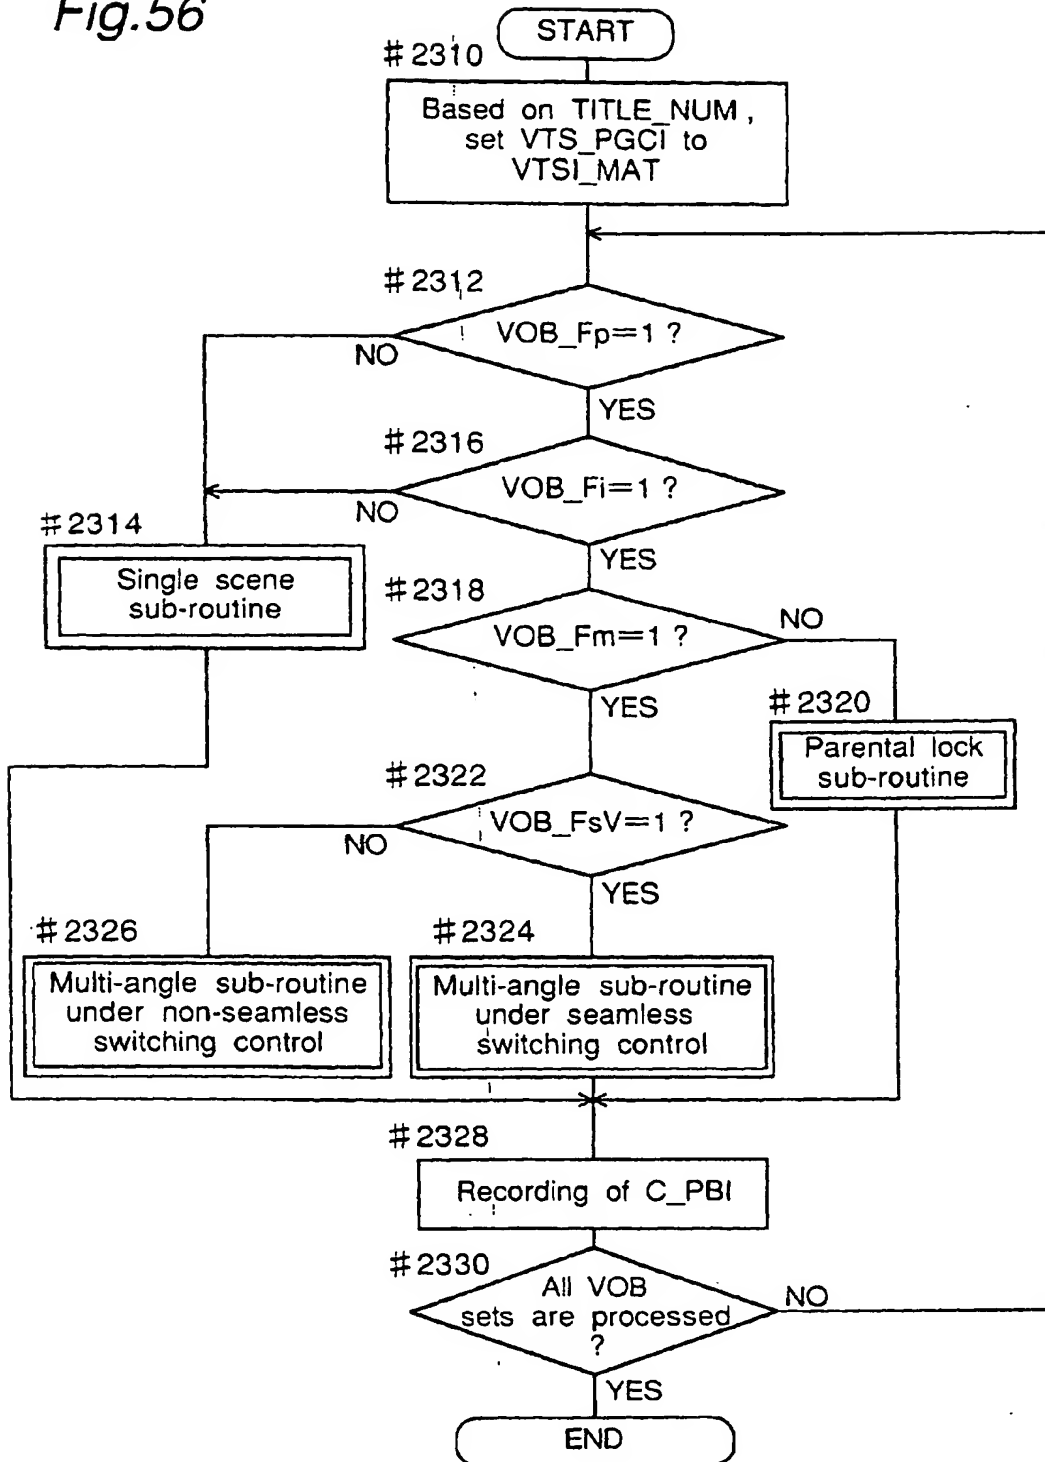 Fig.56
START
#2310
Based on TITLE_NUM,
set VTS_PGCI to
VTSI_MAT
#2312
VOB_Fp=1 ?
NO
YES
#2316
VOB_Fi=1 ?
NO
YES
#2314
Single scene
sub-routine
#2318
VOB_Fm=1 ?
NO
YES
#2320
Parental lock
sub-routine
#2322
VOB_FsV=1 ?
NO
YES
#2326
Multi-angle sub-routine
under non-seamless
switching control
#2324
Multi-angle sub-routine
under seamless
switching control
#2328
Recording of C_PBI
#2330
All VOB
sets are processed
?
NO
YES
END